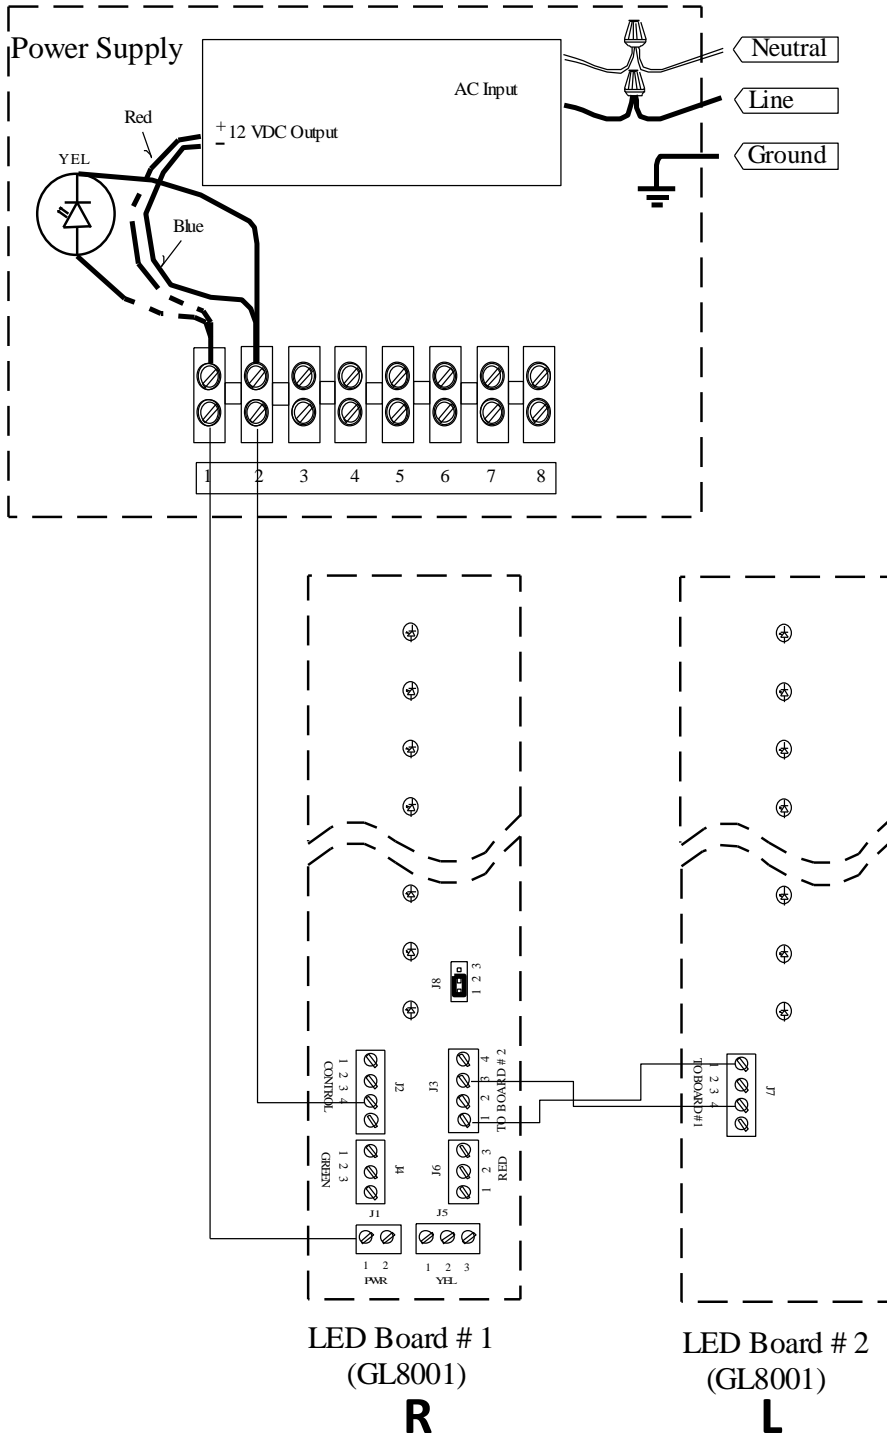 Power Supply
AC Input
Neutral
Line
Ground
Red
+ 12 VDC Output
-
YEL
Blue
1 2 3 4 5 6 7 8
J8
1 2 3
CONTROL
1 2 3 4
J2
J3
1 2 3 4
TO BOARD # 2
TO BOARD #1
1 2 3 4
J7
GREEN
1 2 3
J4
J6
1 2 3
RED
J1
J5
1 2
PWR
1 2 3
YEL
LED Board # 1
(GL8001)
R
LED Board # 2
(GL8001)
L